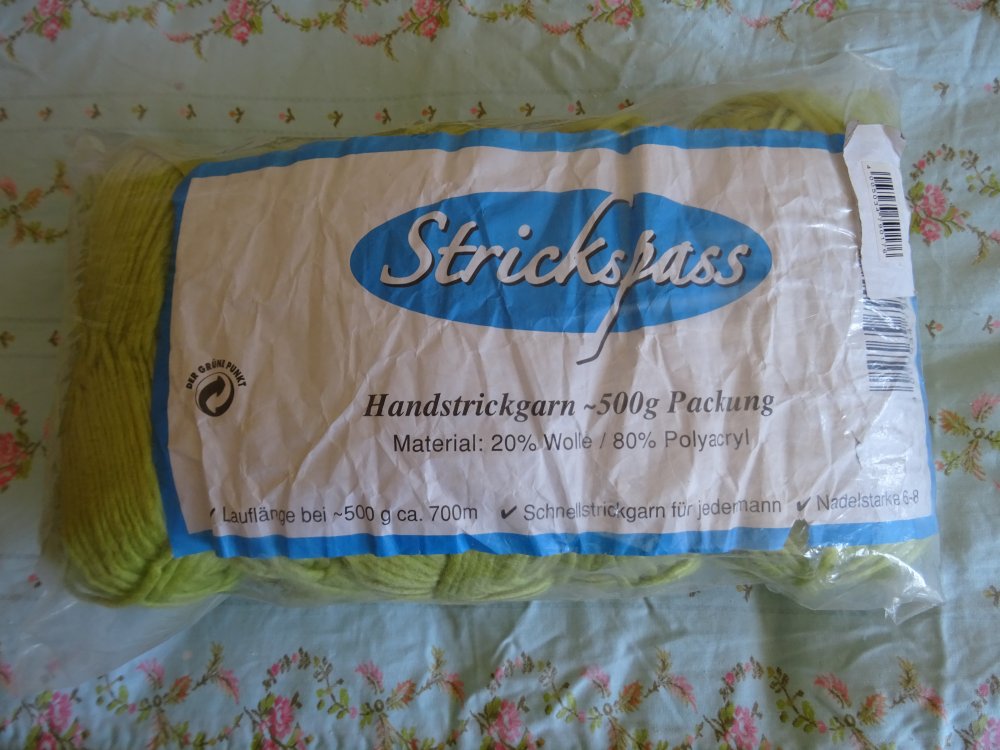 Strickspass
DER GRÜNE PUNKT
Handstrickgarn ~500g Packung
Material: 20% Wolle / 80% Polyacryl
✓ Lauflänge bei ~500 g ca. 700m ✓ Schnellstrickgarn für jedermann ✓ Nadelstärke 6-8